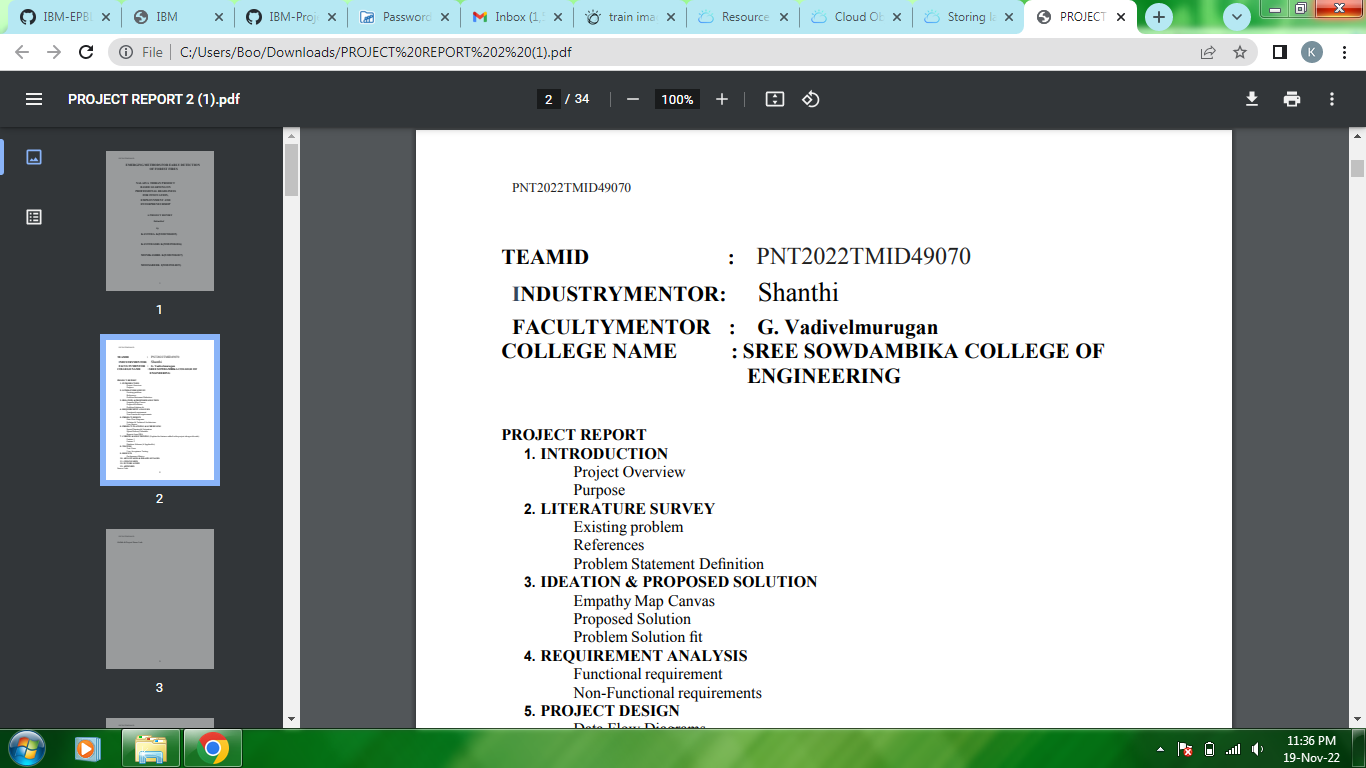 IBM-EPB
IBM
IBM-Proj
Password
Inbox (1,
train ima
Resource
Cloud Ob
Storing
PROJECT
File
C:/Users/Boo/Downloads/PROJECT%20REPORT%202%20(1).pdf
K
PROJECT REPORT 2 (1).pdf
2 / 34
100%
1
2
3
PNT2022TMID49070
TEAMID : PNT2022TMID49070
INDUSTRYMENTOR: Shanthi
FACULTYMENTOR : G. Vadivelmurugan
COLLEGE NAME : SREE SOWDAMBIKA COLLEGE OF
ENGINEERING
PROJECT REPORT
1. INTRODUCTION
Project Overview
Purpose
2. LITERATURE SURVEY
Existing problem
References
Problem Statement Definition
3. IDEATION & PROPOSED SOLUTION
Empathy Map Canvas
Proposed Solution
Problem Solution fit
4. REQUIREMENT ANALYSIS
Functional requirement
Non-Functional requirements
5. PROJECT DESIGN
Data Flow Diagrams
11:36 PM
19-Nov-22